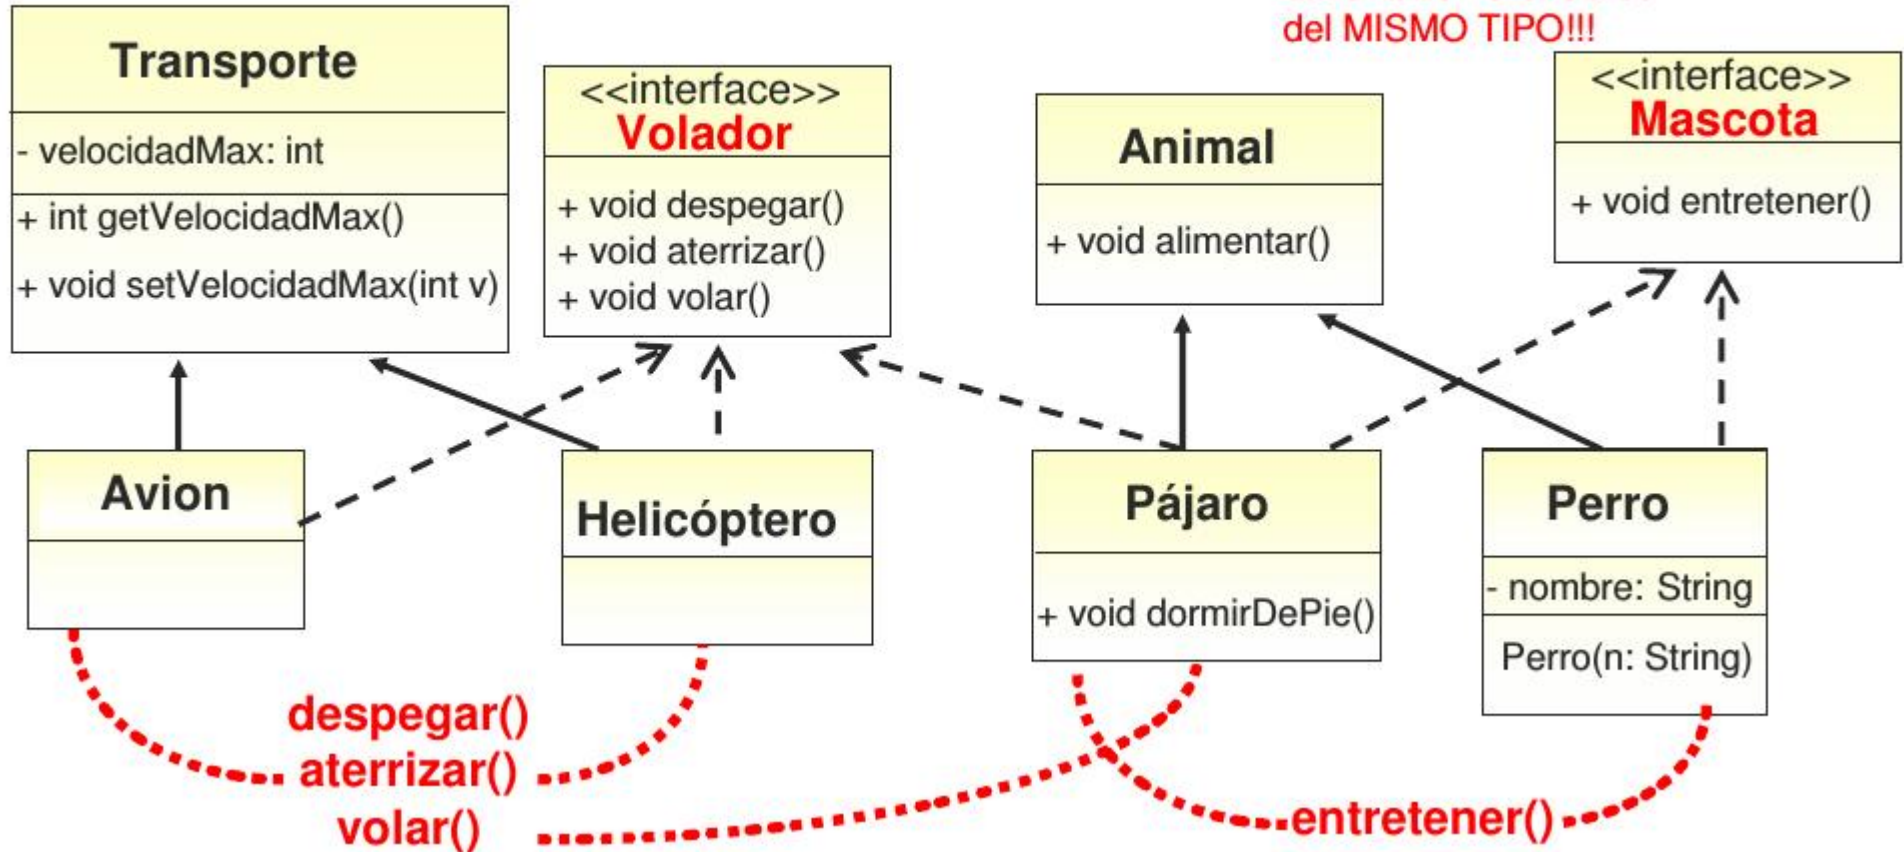 del MISMO TIPO!!!
Transporte
- velocidadMax: int
+ int getVelocidadMax()
+ void setVelocidadMax(int v)
<<interface>>
Volador
+ void despegar()
+ void aterrizar()
+ void volar()
Animal
+ void alimentar()
<<interface>>
Mascota
+ void entretener()
Avion
Helicóptero
Pájaro
+ void dormirDePie()
Perro
- nombre: String
Perro(n: String)
despegar()
aterrizar()
volar()
entretener()